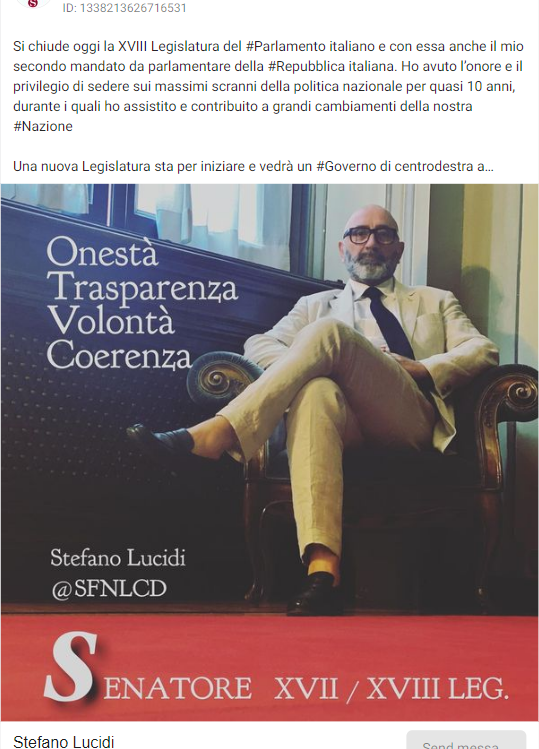 S
ID: 1338213626716531
Si chiude oggi la XVIII Legislatura del #Parlamento italiano e con essa anche il mio
secondo mandato da parlamentare della #Repubblica italiana. Ho avuto l'onore e il
privilegio di sedere sui massimi scranni della politica nazionale per quasi 10 anni,
durante i quali ho assistito e contribuito a grandi cambiamenti della nostra
#Nazione
Una nuova Legislatura sta per iniziare e vedrà un #Governo di centrodestra a...
Onestà
Trasparenza
Volontà
Coerenza
Stefano Lucidi
@SFNLCD
SENATORE XVII / XVIII LEG.
Stefano Lucidi
Send messa...